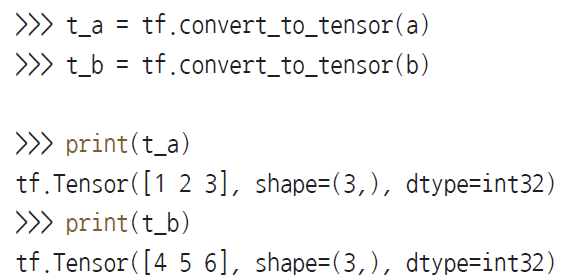 >>> t_a = tf.convert_to_tensor(a)
>>> t_b = tf.convert_to_tensor(b)
>>> print(t_a)
tf.Tensor([1 2 3], shape=(3,), dtype=int32)
>>> print(t_b)
tf.Tensor([4 5 6], shape=(3,), dtype=int32)